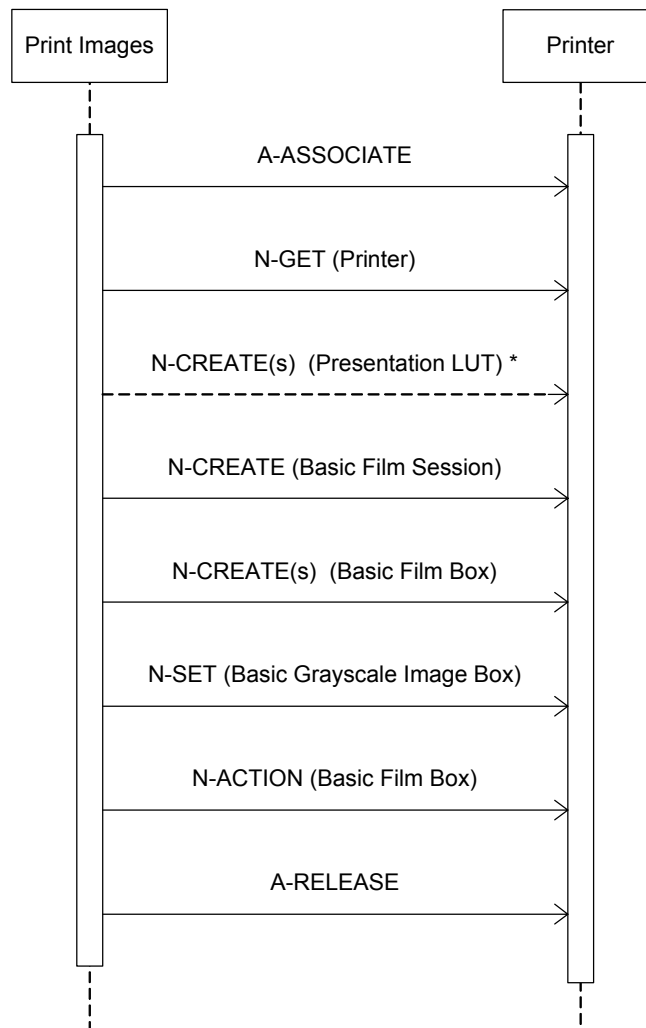 Print Images
Printer
A-ASSOCIATE
N-GET (Printer)
N-CREATE(s)  (Presentation LUT) *
N-CREATE (Basic Film Session)
N-CREATE(s)  (Basic Film Box)
N-SET (Basic Grayscale Image Box)
N-ACTION (Basic Film Box)
A-RELEASE